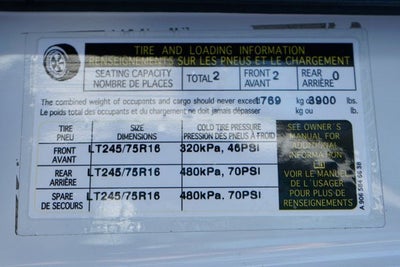 TIRE AND LOADING INFORMATION
RENSEIGNEMENTS SUR LES PNEUS ET LE CHARGEMENT
SEATING CAPACITY
NOMBRE DE PLACES
TOTAL 2
FRONT
AVANT 2
REAR
ARRIÈRE 0
The combined weight of occupants and cargo should never exceed 1769 kg or 3900 lbs.
Le poids total des occupants et du chargement ne doit jamais dépasser kg ou lbs.
TIRE
PNEU
SIZE
DIMENSIONS
COLD TIRE PRESSURE
PRESSION DES PNEUS À FROID
FRONT
AVANT
LT245/75R16
320kPa, 46PSI
REAR
ARRIÈRE
LT245/75R16
480kPa, 70PSI
SPARE
DE SECOURS
LT245/75R16
480kPa, 70PSI
SEE OWNER'S
MANUAL FOR
ADDITIONAL
INFORMATION
VOIR LE MANUEL
DE L'USAGER
POUR PLUS DE
RENSEIGNEMENTS